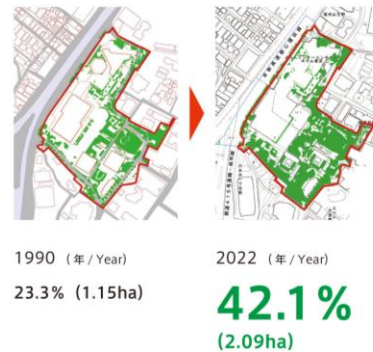 1990 （年 / Year)
23.3% (1.15ha)
2022 （年 / Year)
42.1%
(2.09ha)